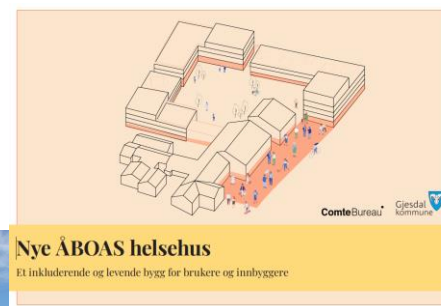 ComteBureau
Gjesdal
kommune
Nye ÅBOAS helsehus
Et inkluderende og levende bygg for brukere og innbyggere